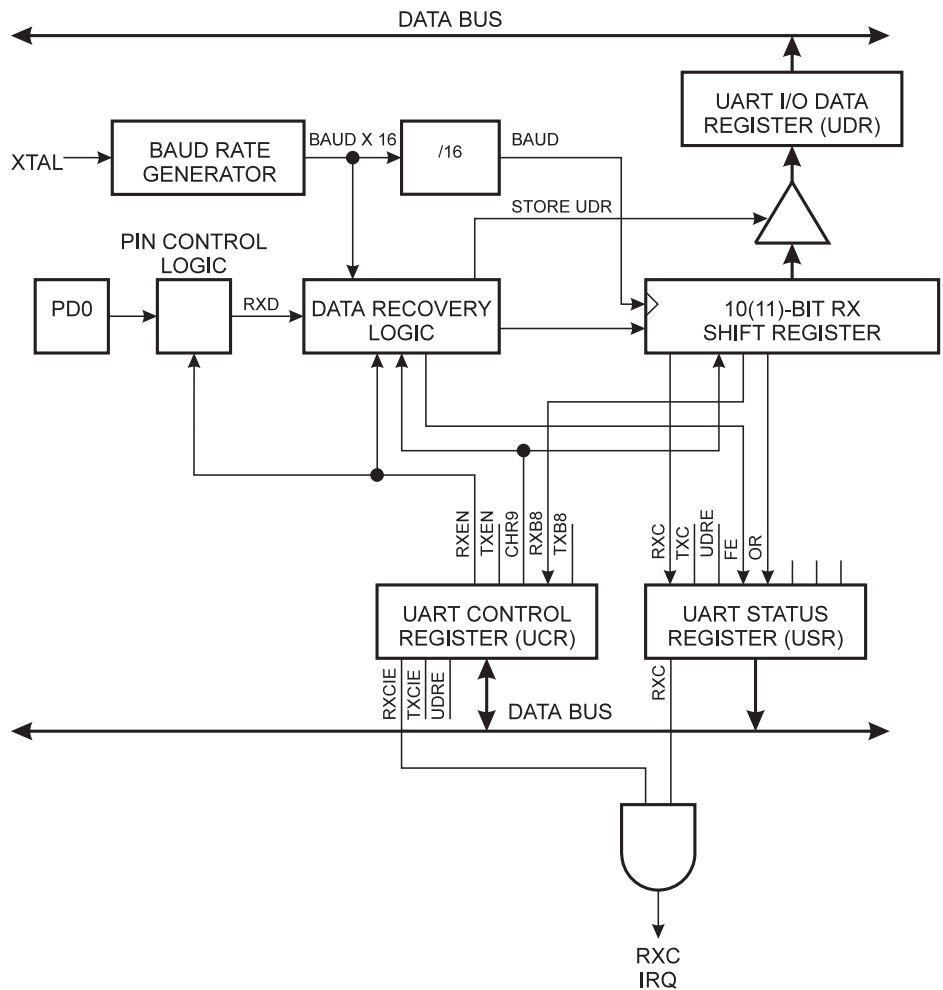 DATA BUS
UART I/O DATA
REGISTER (UDR)
XTAL
BAUD RATE
GENERATOR
BAUD X 16
/16
BAUD
STORE UDR
PIN CONTROL
LOGIC
PD0
RXD
DATA RECOVERY
LOGIC
10(11)-BIT RX
SHIFT REGISTER
RXEN
TXEN
CHR9
RXB8
TXB8
RXC
TXC
UDRE
FE
OR
UART CONTROL
REGISTER (UCR)
UART STATUS
REGISTER (USR)
RXCIE
TXCIE
UDRE
RXC
DATA BUS
RXC
IRQ